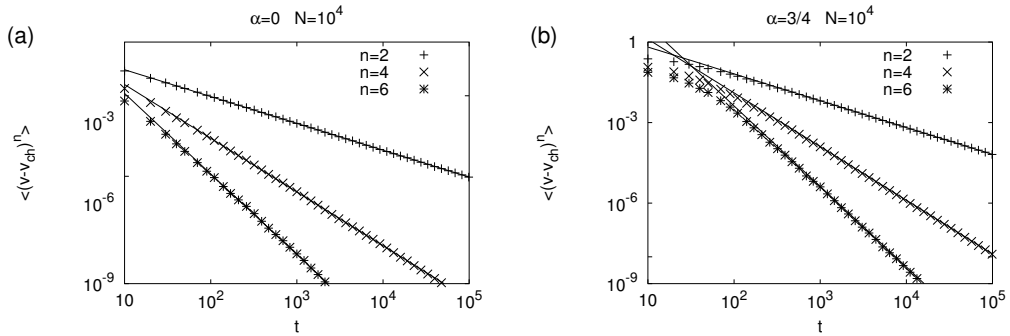 α=0 N=10⁴
(a)
n=2
n=4
n=6
10⁻³
10⁻⁶
10⁻⁹
<(v-v_ch)ⁿ>
10 10² 10³ 10⁴ 10⁵
t
α=3/4 N=10⁴
(b)
n=2
n=4
n=6
1
10⁻³
10⁻⁶
10⁻⁹
<(v-v_ch)ⁿ>
10 10² 10³ 10⁴ 10⁵
t